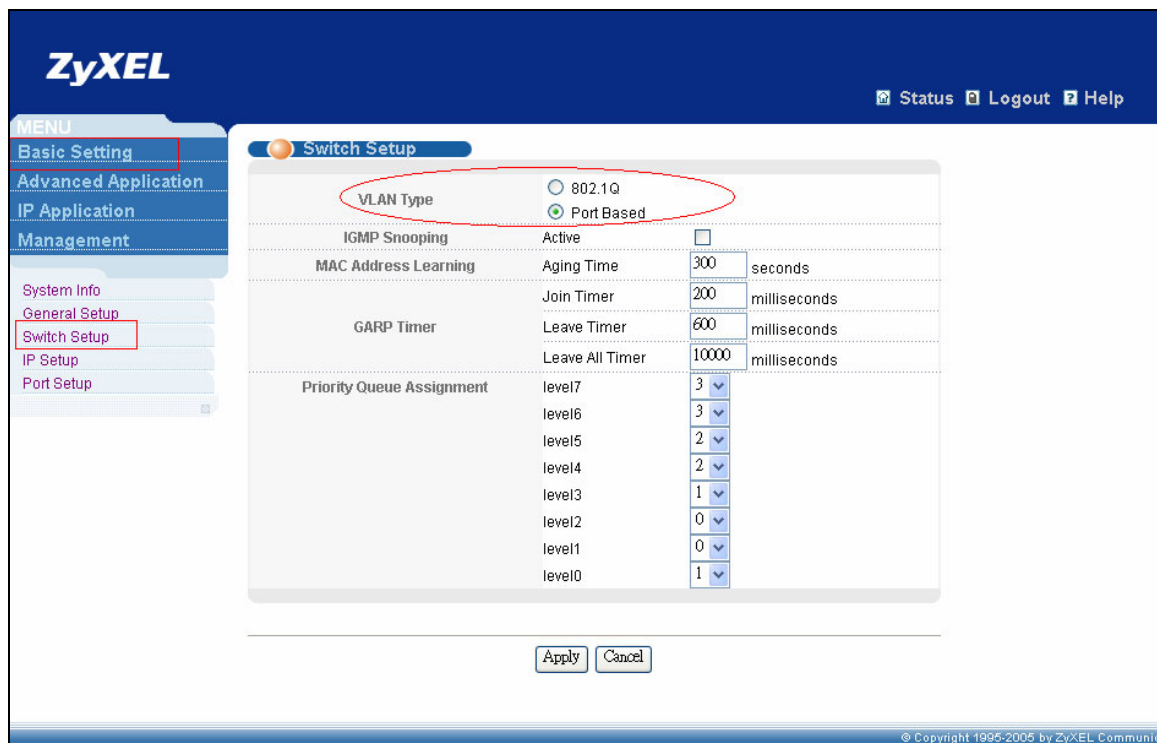 ZyXEL
Status Logout Help
MENU
Basic Setting
Advanced Application
IP Application
Management
System Info
General Setup
Switch Setup
IP Setup
Port Setup
Switch Setup
VLAN Type 802.1Q
Port Based
IGMP Snooping Active
MAC Address Learning Aging Time 300 seconds
GARP Timer Join Timer 200 milliseconds
Leave Timer 600 milliseconds
Leave All Timer 10000 milliseconds
Priority Queue Assignment level7 3
level6 3
level5 2
level4 2
level3 1
level2 0
level1 0
level0 1
Apply Cancel
© Copyright 1995-2005 by ZyXEL Communic